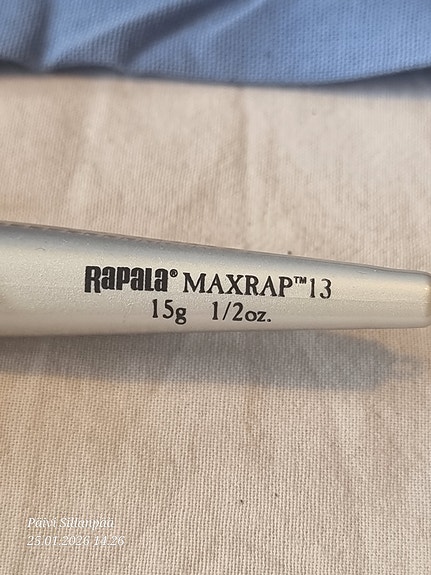 Rapala® MAXRAP™13
15g 1/2oz.
Päivi Sillanpää
25.01.2026 14.26